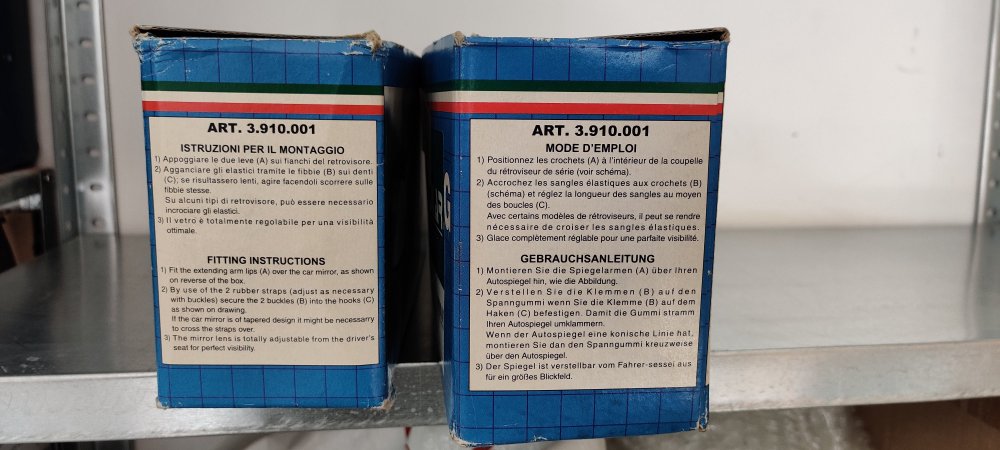 ART. 3.910.001
ISTRUZIONI PER IL MONTAGGIO
1) Appoggiare le due leve (A) sui fianchi del retrovisore.
2) Agganciare gli elastici tramite le fibbie (B) sui denti
(C); se risultassero lenti, agire facendoli scorrere sulle
fibbie stesse.
Su alcuni tipi di retrovisore, può essere necessario
incrociare gli elastici.
3) Il vetro è totalmente regolabile per una visibilità
ottimale.
FITTING INSTRUCTIONS
1) Fit the extending arm lips (A) over the car mirror, as shown
on reverse of the box.
2) By use of the 2 rubber straps (adjust as necessary
with buckles) secure the 2 buckles (B) into the hooks (C)
as shown on drawing.
If the car mirror is of tapered design it might be necessarry
to cross the straps over.
3) The mirror lens is totally adjustable from the driver's
seat for perfect visibility.
ART. 3.910.001
MODE D'EMPLOI
1) Positionnez les crochets (A) à l'intérieur de la coupelle
du rétroviseur de série (voir schéma).
2) Accrochez les sangles élastiques aux crochets (B)
(schéma) et réglez la longueur des sangles au moyen
des boucles (C).
Avec certains modèles de rétroviseurs, il peut se rendre
nécessaire de croiser les sangles élastiques.
3) Glace complètement réglable pour une parfaite visibilité.
GEBRAUCHSANLEITUNG
1) Montieren Sie die Spiegelarmen (A) über Ihren
Autospiegel hin, wie die Abbildung.
2) Verstellen Sie die Klemmen (B) auf den
Spanngummi wenn Sie die Klemme (B) auf dem
Haken (C) befestigen. Damit die Gummi stramm
Ihren Autospiegel umklammern.
Wenn der Autospiegel eine konische Linie hat,
montieren Sie dan den Spanngummi kreuzweise
über den Autospiegel.
3) Der Spiegel ist verstellbar vom Fahrer-sessei aus
für ein größes Blickfeld.